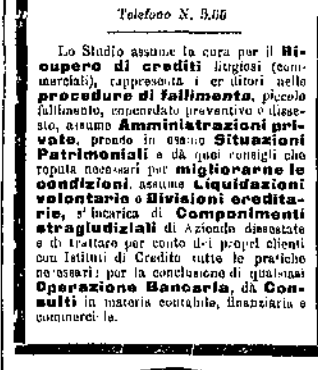 Telefono N. 5.05
Lo Studio assume la cura per il Ri-
cupero di crediti litigiosi (com-
merciali), rappresenta i creditori nelle
procedure di fallimento, piccolo
fallimento, concordato preventivo o disse-
sto, assume Amministrazioni pri-
vate, prende in esame Situazioni
Patrimoniali e dà quei consigli che
reputa necessari per migliorarne le
condizioni, assume Liquidazioni
volontarie o Divisioni eredita-
rie, s'incarica di Componimenti
stragludiziali di Aziende dissestate
e di trattare per conto dei propri clienti
con Istituti di Credito tutte le pratiche
necessarie per la conclusione di qualsiasi
Operazione Bancaria, dà Con-
sulti in materia contabile, finanziaria e
commerciale.